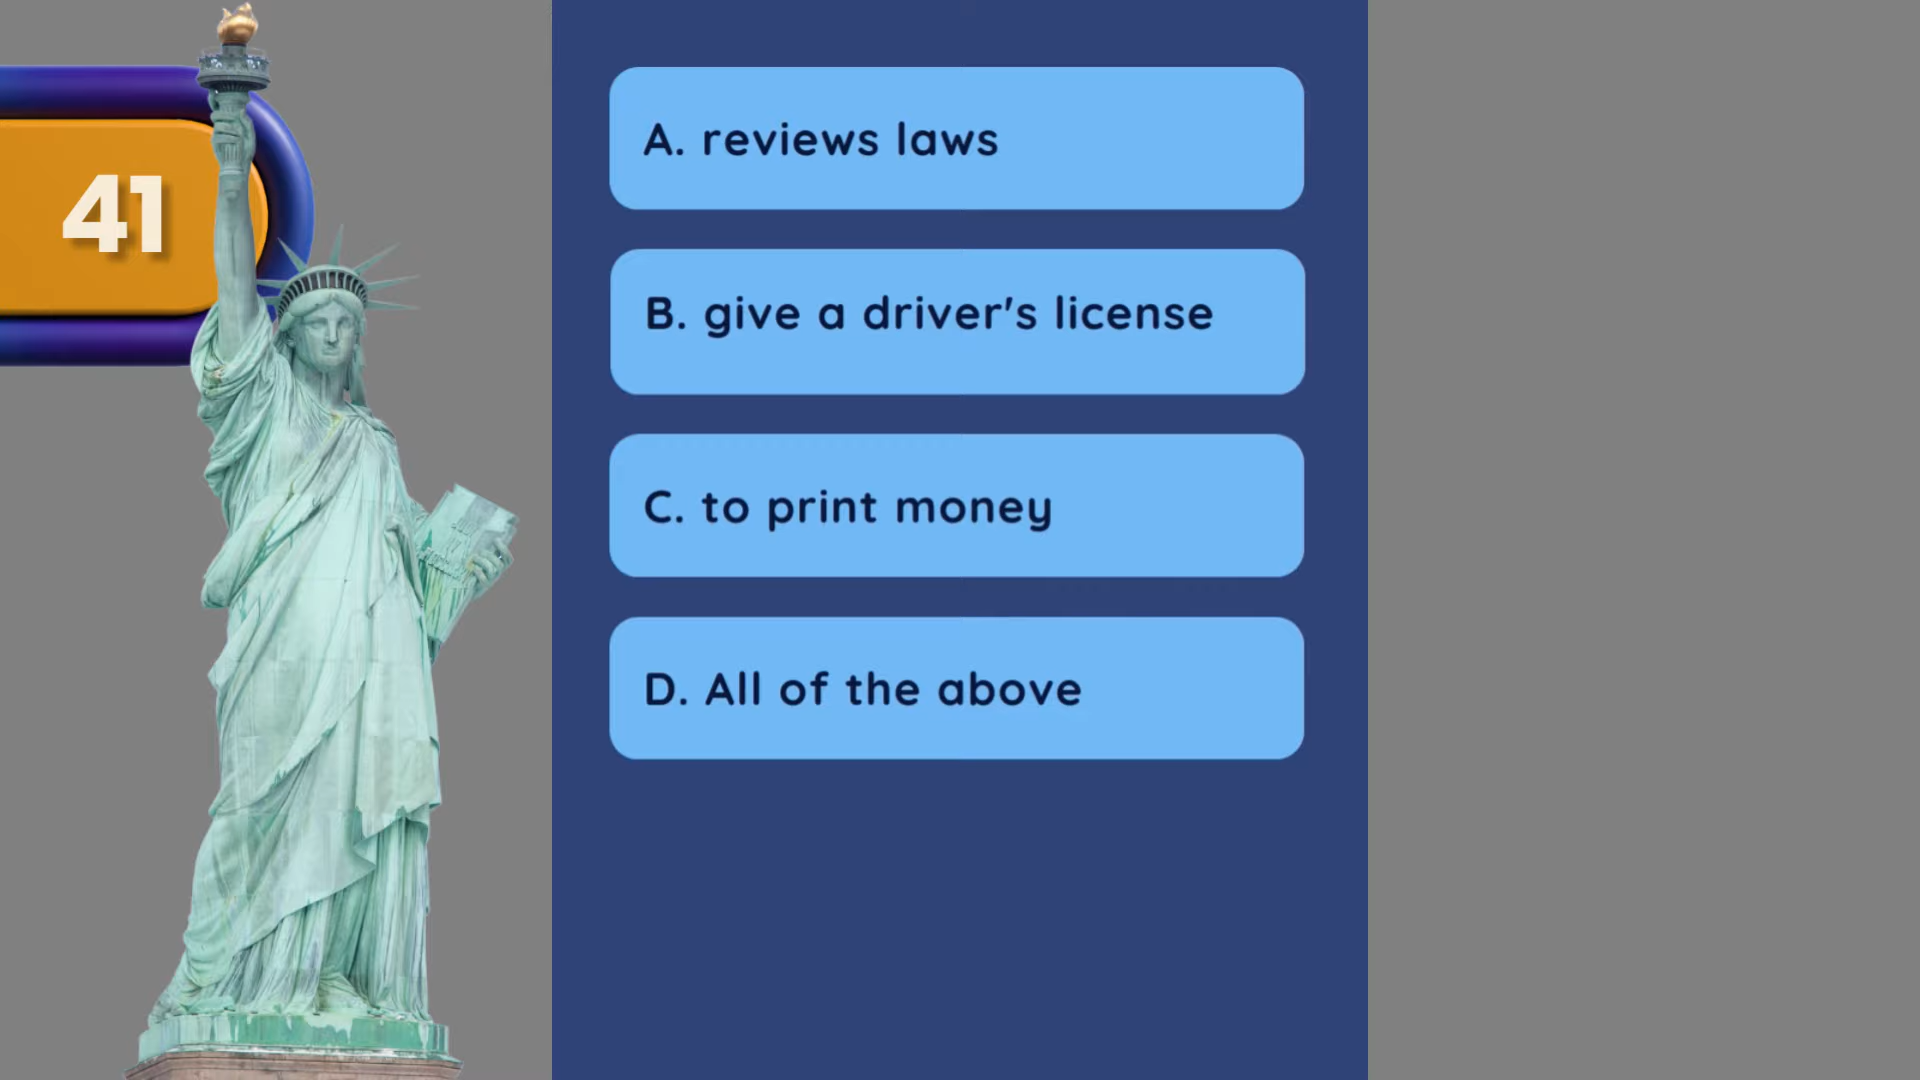 41
A. reviews laws
B. give a driver's license
C. to print money
D. All of the above